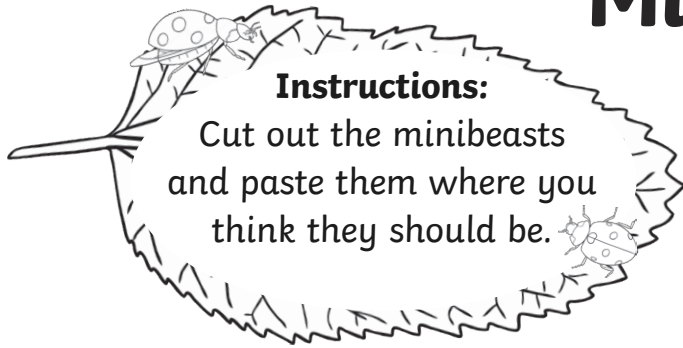 Instructions:
Cut out the minibeasts
and paste them where you
think they should be.